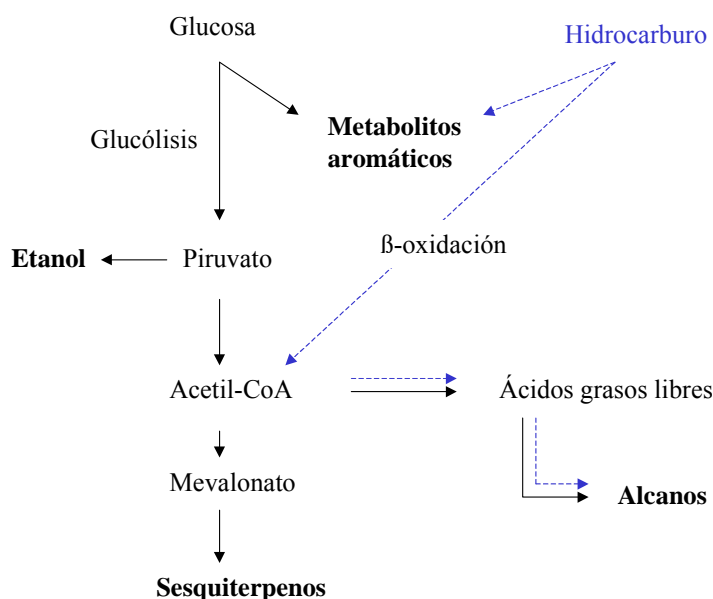 Glucosa
Hidrocarburo
Metabolitos
aromáticos
Glucólisis
ß-oxidación
Etanol
Piruvato
Acetil-CoA
Ácidos grasos libres
Mevalonato
Alcanos
Sesquiterpenos